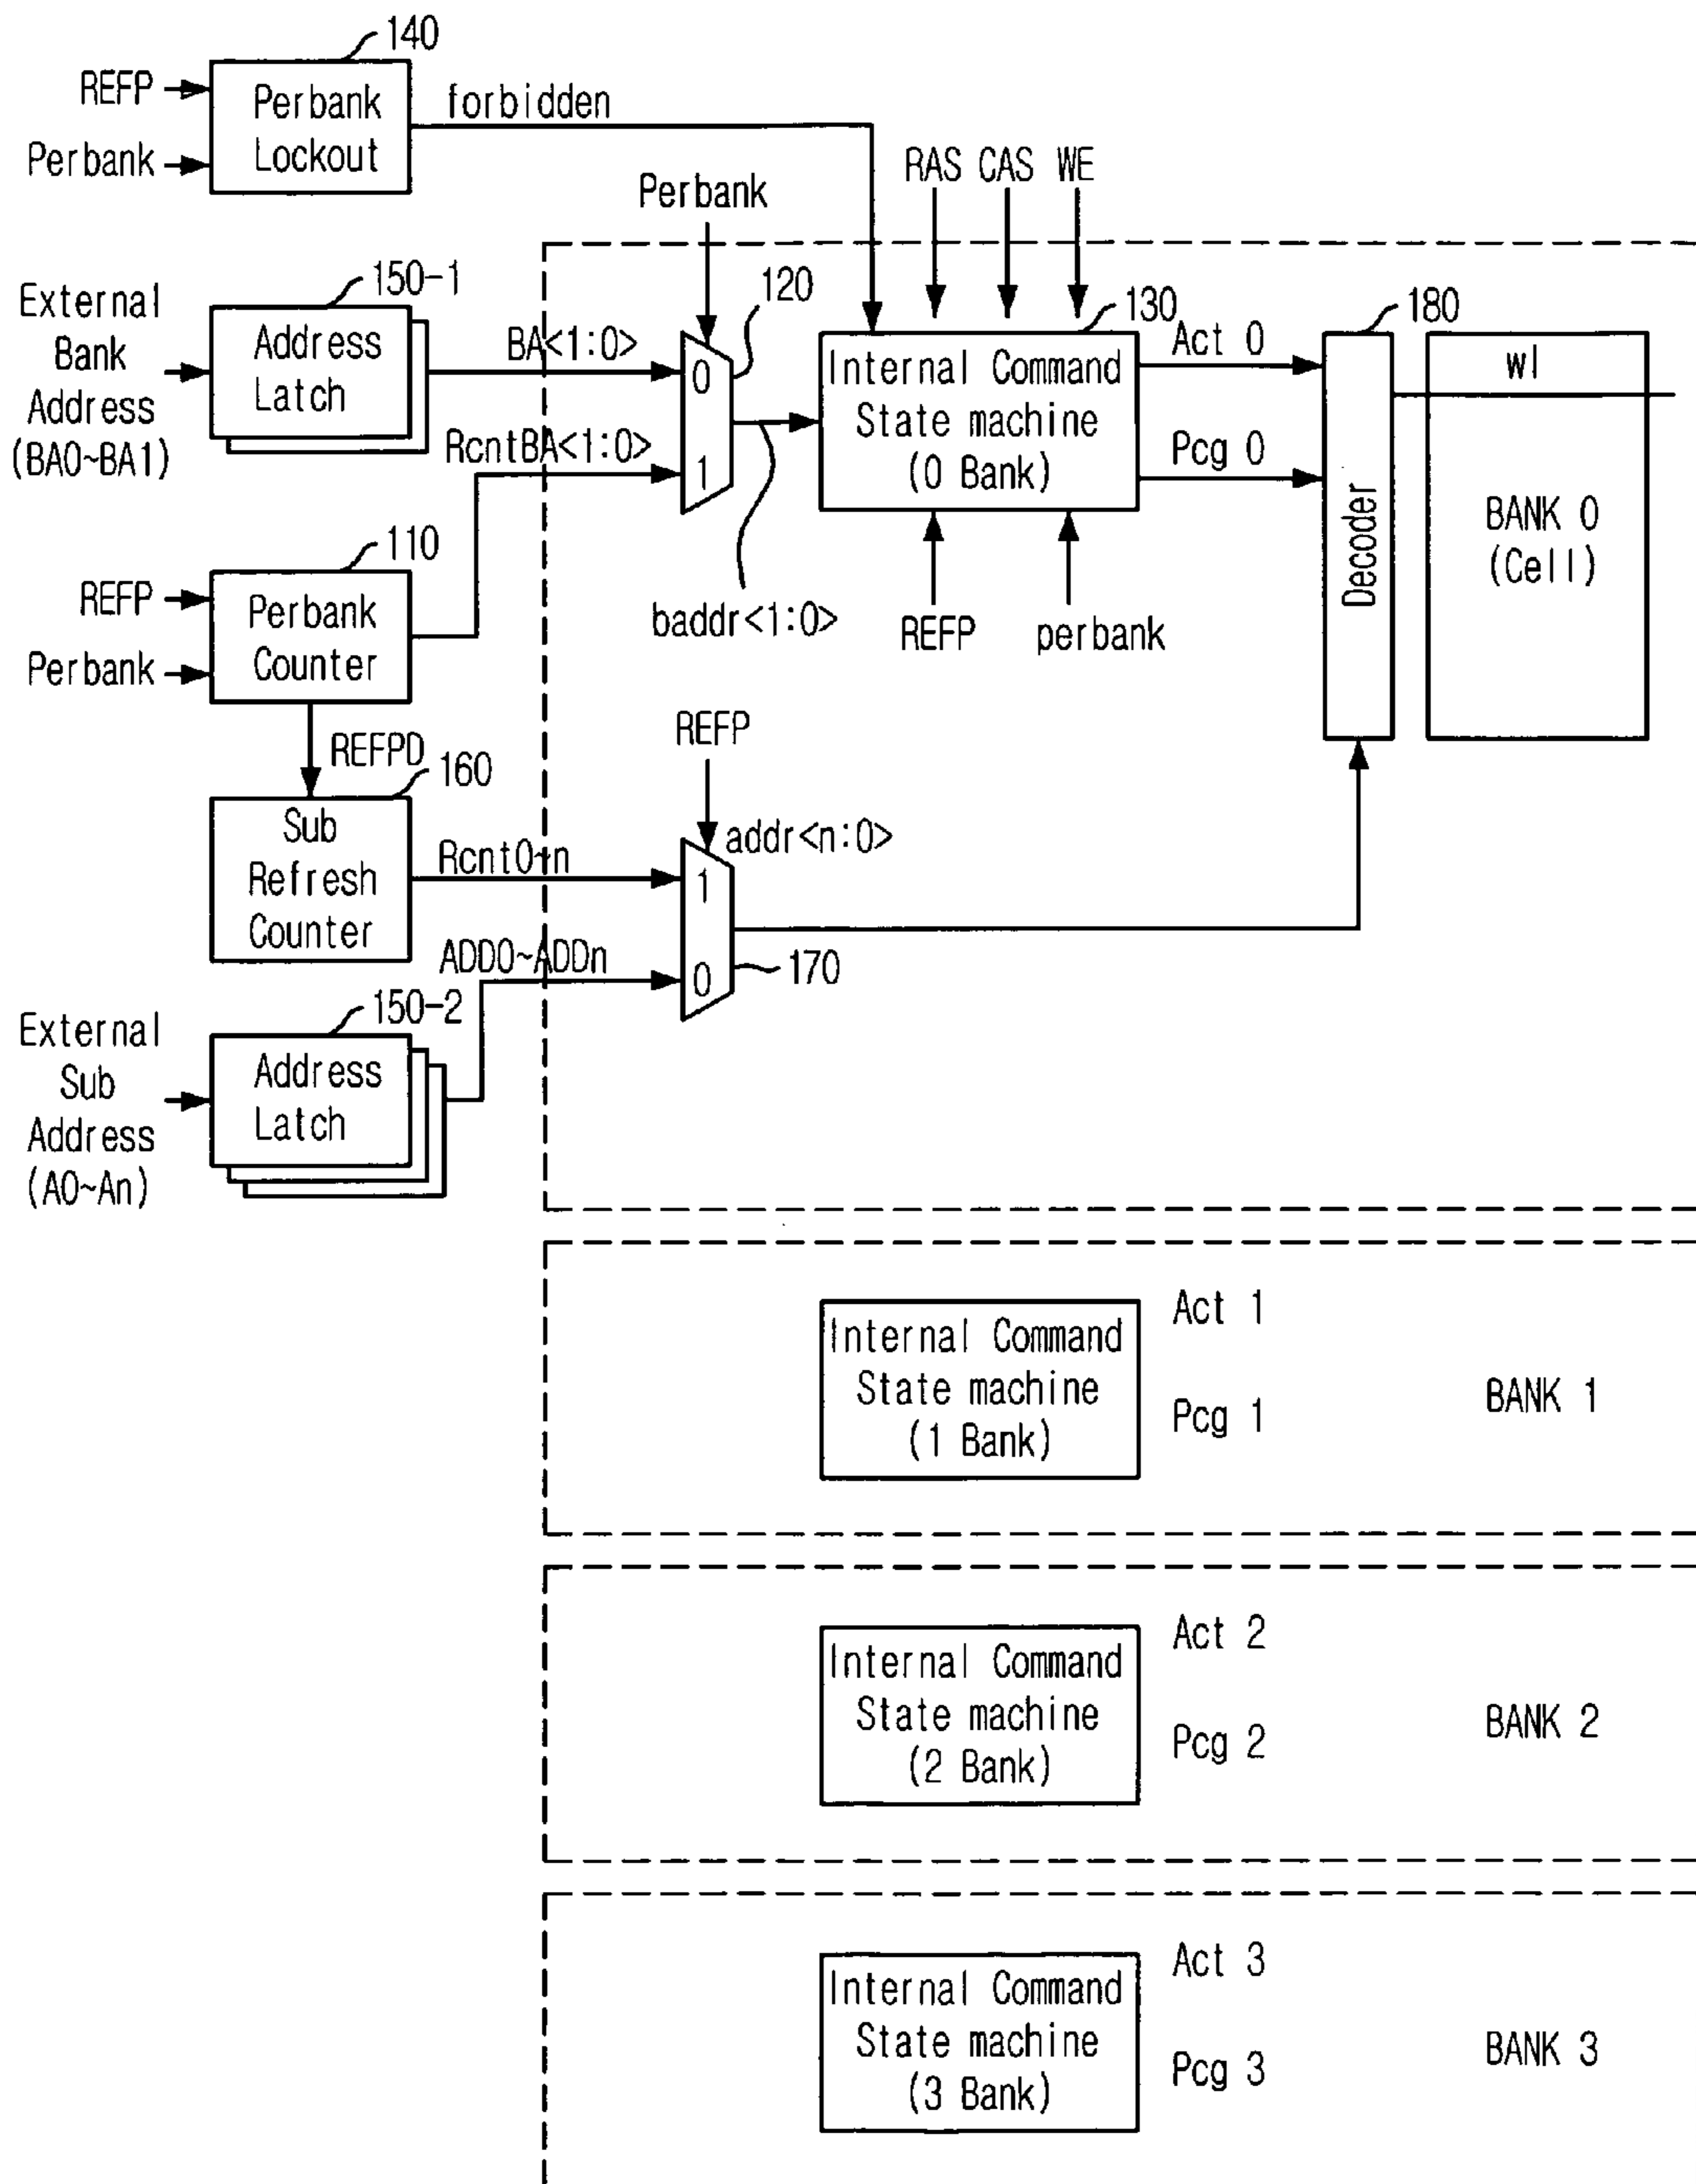 140
REFP
Perbank
Perbank
Lockout
forbidden
RAS CAS WE
Perbank
External
Bank
Address
(BA0~BA1)
150-1
Address
Latch
BA<1:0>
RcntBA<1:0>
0
1
120
baddr<1:0>
130
Internal Command
State machine
(0 Bank)
REFP
perbank
Act 0
Pcg 0
180
Decoder
wl
BANK 0
(Cell)
110
REFP
Perbank
Perbank
Counter
REFPD
160
Sub
Refresh
Counter
Rcnt0~n
REFP
addr<n:0>
1
0
170
ADD0~ADDn
150-2
External
Sub
Address
(A0~An)
Address
Latch
Internal Command
State machine
(1 Bank)
Act 1
Pcg 1
BANK 1
Internal Command
State machine
(2 Bank)
Act 2
Pcg 2
BANK 2
Internal Command
State machine
(3 Bank)
Act 3
Pcg 3
BANK 3